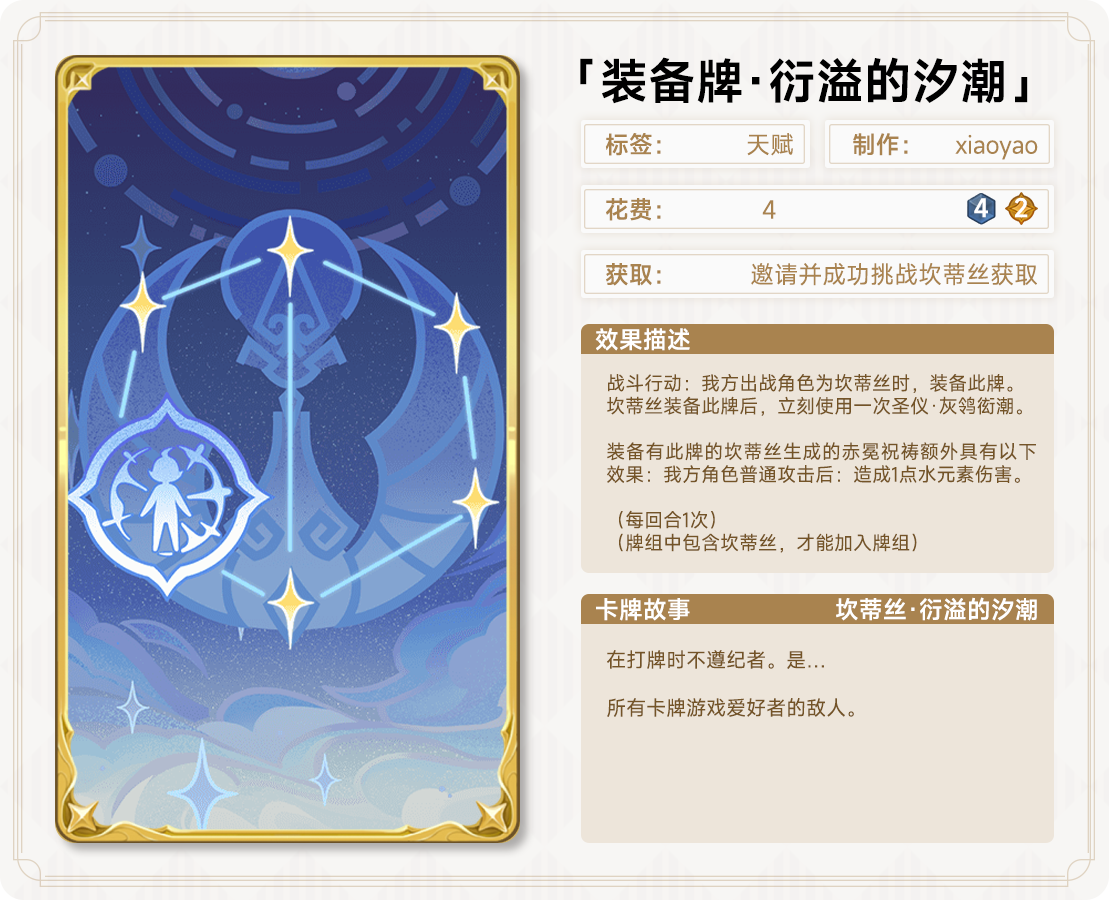 「装备牌·衍溢的汐潮」
标签： 天赋 制作： xiaoyao
花费： 4 4 2
获取： 邀请并成功挑战坎蒂丝获取
效果描述
战斗行动：我方出战角色为坎蒂丝时，装备此牌。
坎蒂丝装备此牌后，立刻使用一次圣仪·灰鸰衒潮。
装备有此牌的坎蒂丝生成的赤冕祝祷额外具有以下
效果：我方角色普通攻击后：造成1点水元素伤害。
（每回合1次）
（牌组中包含坎蒂丝，才能加入牌组）
卡牌故事 坎蒂丝·衍溢的汐潮
在打牌时不遵纪者。是...
所有卡牌游戏爱好者的敌人。